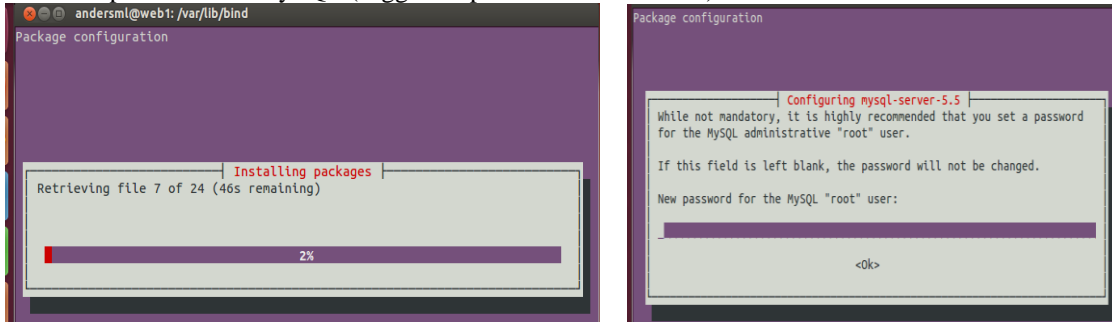 andersml@web1: /var/lib/bind
Package configuration
Installing packages
Retrieving file 7 of 24 (46s remaining)
2%
Package configuration
Configuring mysql-server-5.5
While not mandatory, it is highly recommended that you set a password
for the MySQL administrative "root" user.
If this field is left blank, the password will not be changed.
New password for the MySQL "root" user:
<Ok>